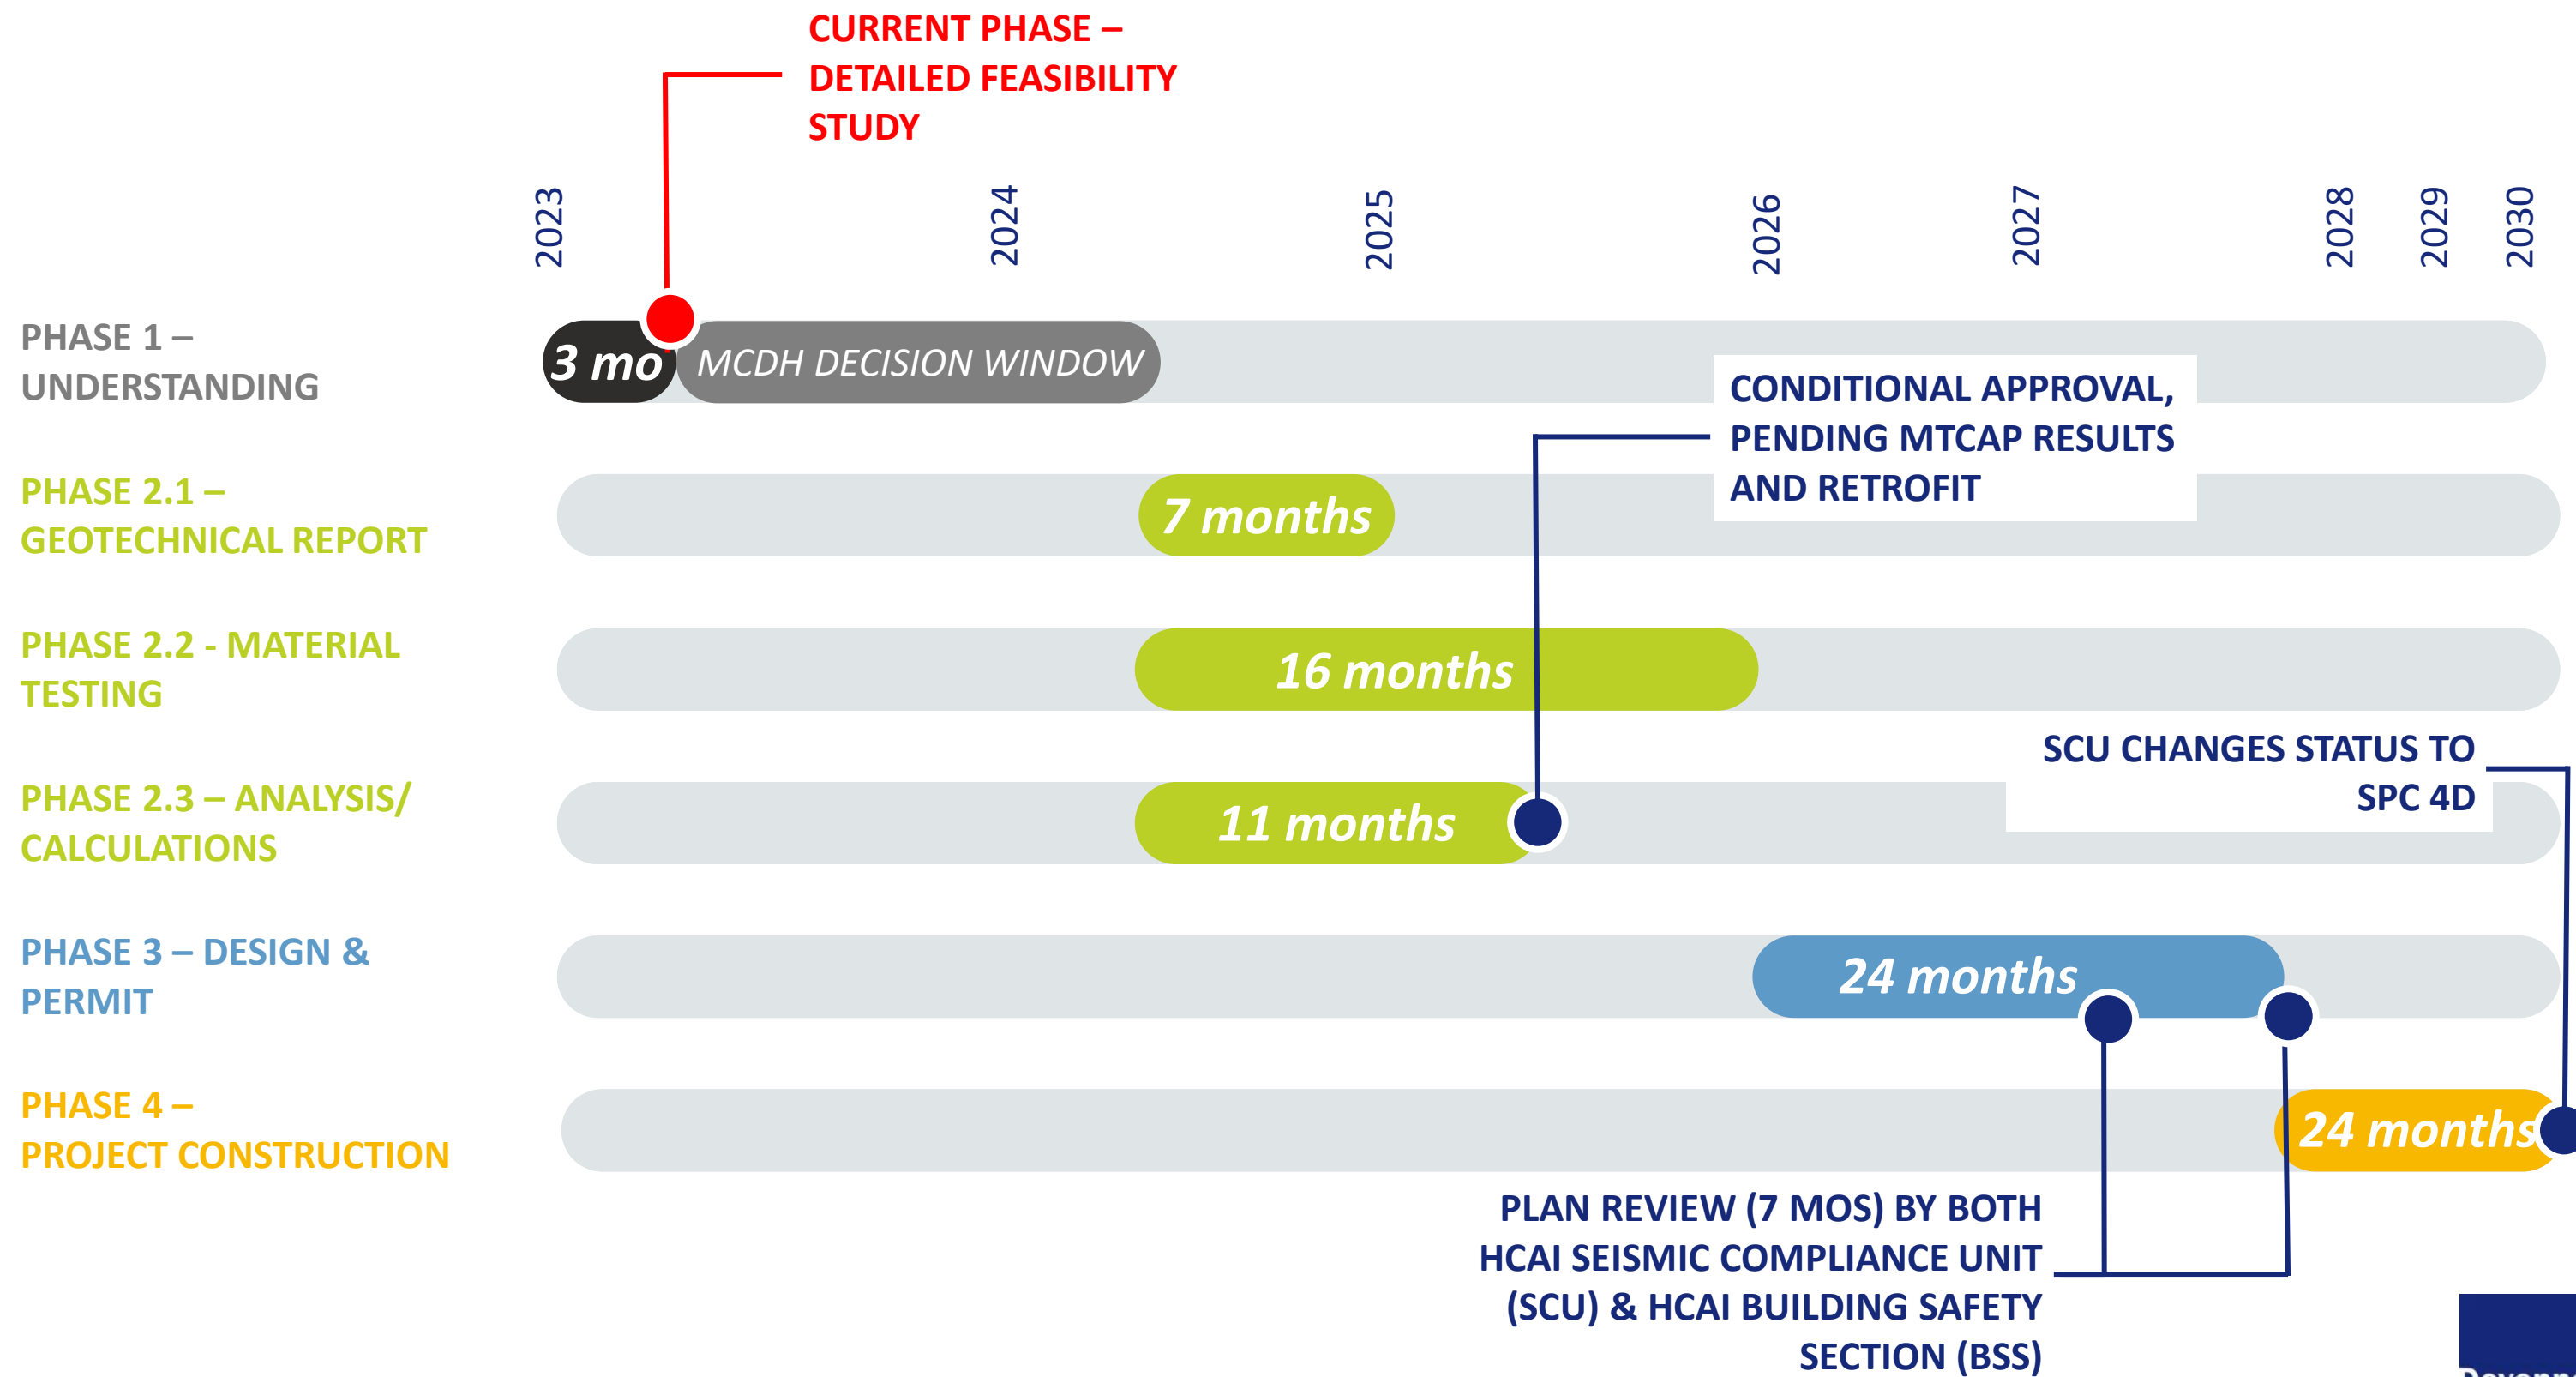 CURRENT PHASE –
DETAILED FEASIBILITY
STUDY
2023
2024
2025
2026
2027
2028
2029
2030
PHASE 1 –
UNDERSTANDING
3 mo
MCDH DECISION WINDOW
CONDITIONAL APPROVAL,
PENDING MTCAP RESULTS
AND RETROFIT
PHASE 2.1 –
GEOTECHNICAL REPORT
7 months
PHASE 2.2 - MATERIAL
TESTING
16 months
SCU CHANGES STATUS TO
SPC 4D
PHASE 2.3 – ANALYSIS/
CALCULATIONS
11 months
PHASE 3 – DESIGN &
PERMIT
24 months
PHASE 4 –
PROJECT CONSTRUCTION
24 months
PLAN REVIEW (7 MOS) BY BOTH
HCAI SEISMIC COMPLIANCE UNIT
(SCU) & HCAI BUILDING SAFETY
SECTION (BSS)